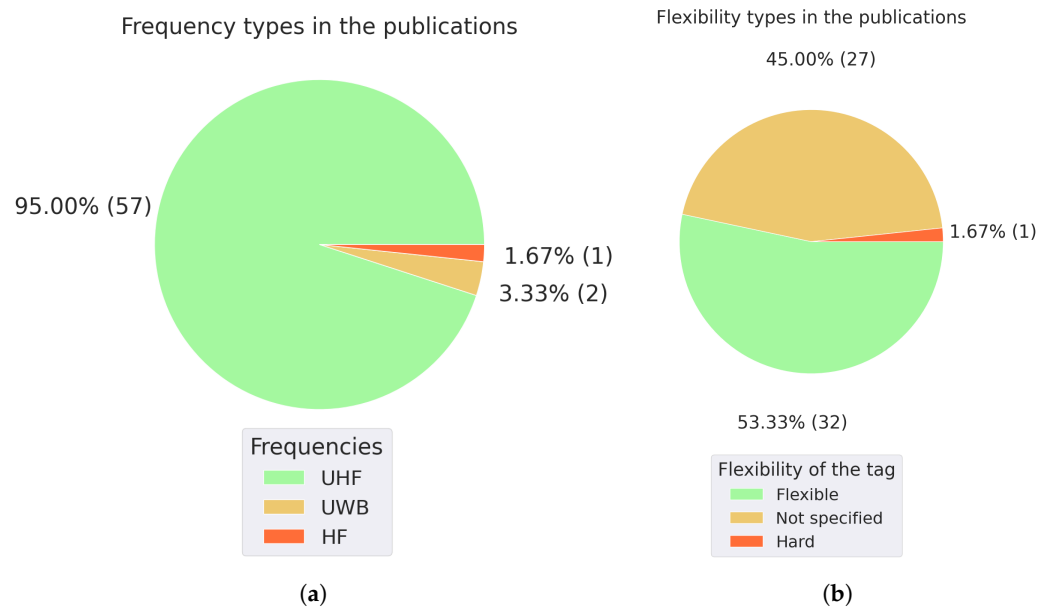 Frequency types in the publications
95.00% (57)
1.67% (1)
3.33% (2)
Frequencies
UHF
UWB
HF
(a)
Flexibility types in the publications
45.00% (27)
1.67% (1)
53.33% (32)
Flexibility of the tag
Flexible
Not specified
Hard
(b)